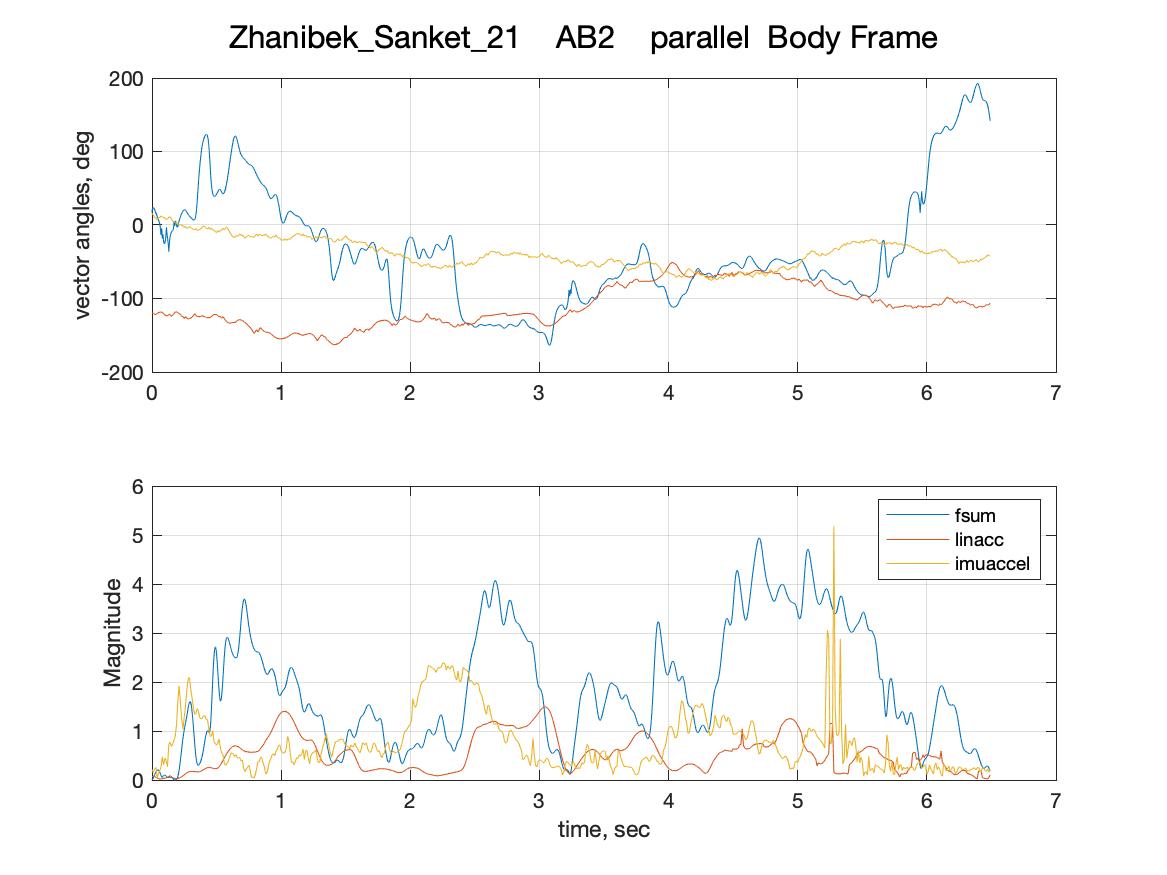 Zhanibek_Sanket_21 AB2 parallel Body Frame
200
100
0
-100
-200
vector angles, deg
0 1 2 3 4 5 6 7
6
5
4
3
2
1
0
Magnitude
fsum
linacc
imuaccel
0 1 2 3 4 5 6 7
time, sec